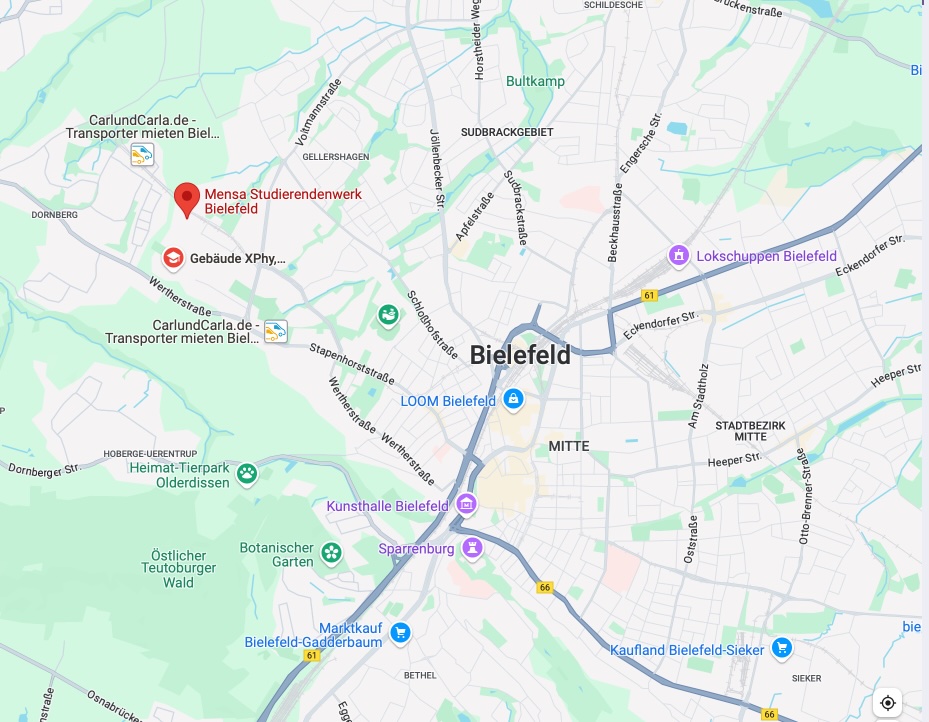 SCHILDESCHE
Horstheider Weg
Bultkamp
CarlundCarla.de -
Transporter mieten Biel...
Voltmannstraße
SUDBRACKGEBIET
Engersche Str.
GELLERSHAGEN
Jöllenbecker Str.
Sudbrackstraße
Apfelstraße
Beckhausstraße
Mensa Studierendenwerk
Bielefeld
DORNBERG
Gebäude XPhy,...
Lokschuppen Bielefeld
Eckendorfer Str.
Wertherstraße
61
Schloßhofstraße
Eckendorfer Str.
CarlundCarla.de -
Transporter mieten Biel...
Stapenhorststraße
Bielefeld
Heeper Str
Am Stadtholz
LOOM Bielefeld
Wertherstraße
Wertherstraße
STADTBEZIRK
MITTE
MITTE
HOBERGE-UERENTRUP
Dornberger Str.
Heimat-Tierpark
Olderdissen
Heeper Str.
Otto-Brenner-Straße
Kunsthalle Bielefeld
Oststraße
Sparrenburg
Botanischer
Garten
Östlicher
Teutoburger
Wald
66
Marktkauf
Bielefeld-Gadderbaum
bie
61
Kaufland Bielefeld-Sieker
BETHEL
SIEKER
Osnabrücker
66